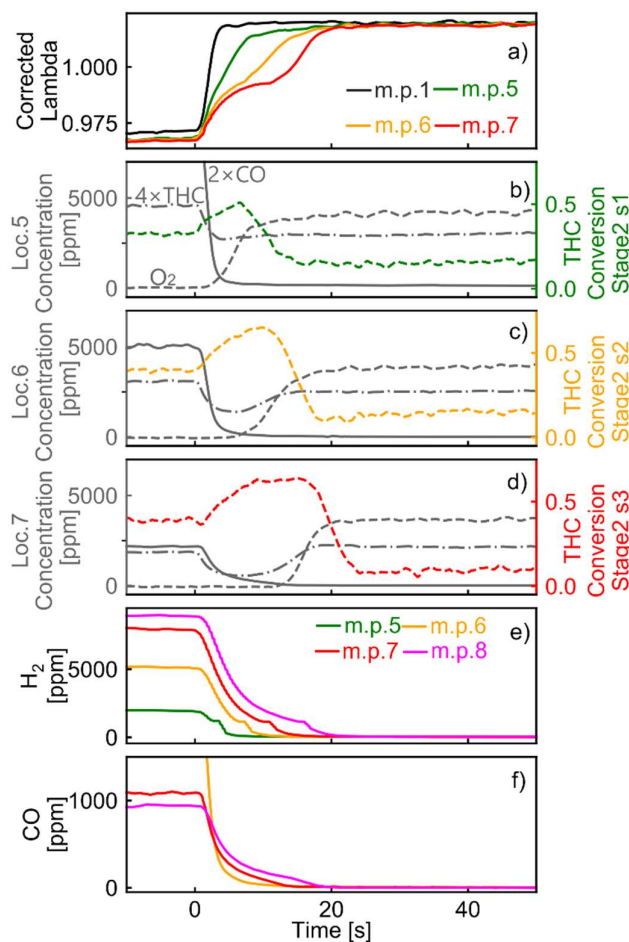 Corrected
Lambda
1.000
0.975
a)
m.p.1 m.p.5
m.p.6 m.p.7
Loc.5
Concentration
[ppm]
5000
0
4×THC
2×CO
O2
b)
0.5
0.0
THC
Conversion
Stage2 s1
Loc.6
Concentration
[ppm]
5000
0
c)
0.5
0.0
THC
Conversion
Stage2 s2
Loc.7
Concentration
[ppm]
5000
0
d)
0.5
0.0
THC
Conversion
Stage2 s3
H2
[ppm]
5000
0
e)
m.p.5 m.p.6
m.p.7 m.p.8
CO
[ppm]
1000
0
f)
0 20 40
Time [s]